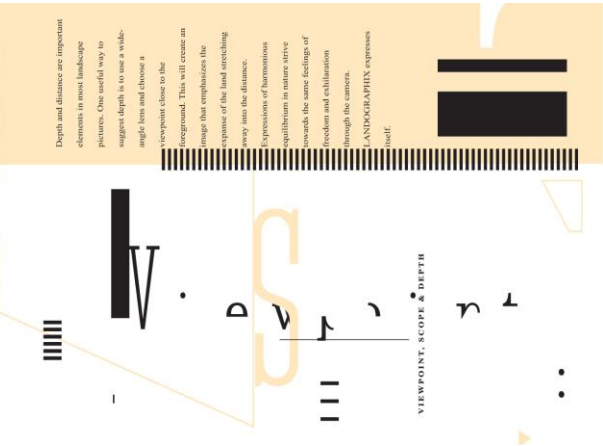 Depth and distance are important
elements in most landscape
pictures. One useful way to
suggest depth is to use a wide-
angle lens and choose a
viewpoint close to the
foreground. This will create an
image that emphasizes the
expanse of the land stretching
away into the distance.
Expressions of harmonious
equilibrium in nature strive
towards the same feelings of
freedom and exhilaration
through the camera.
LANDOGRAPHIX expresses
itself.
S
VIEWPOINT, SCOPE & DEPTH